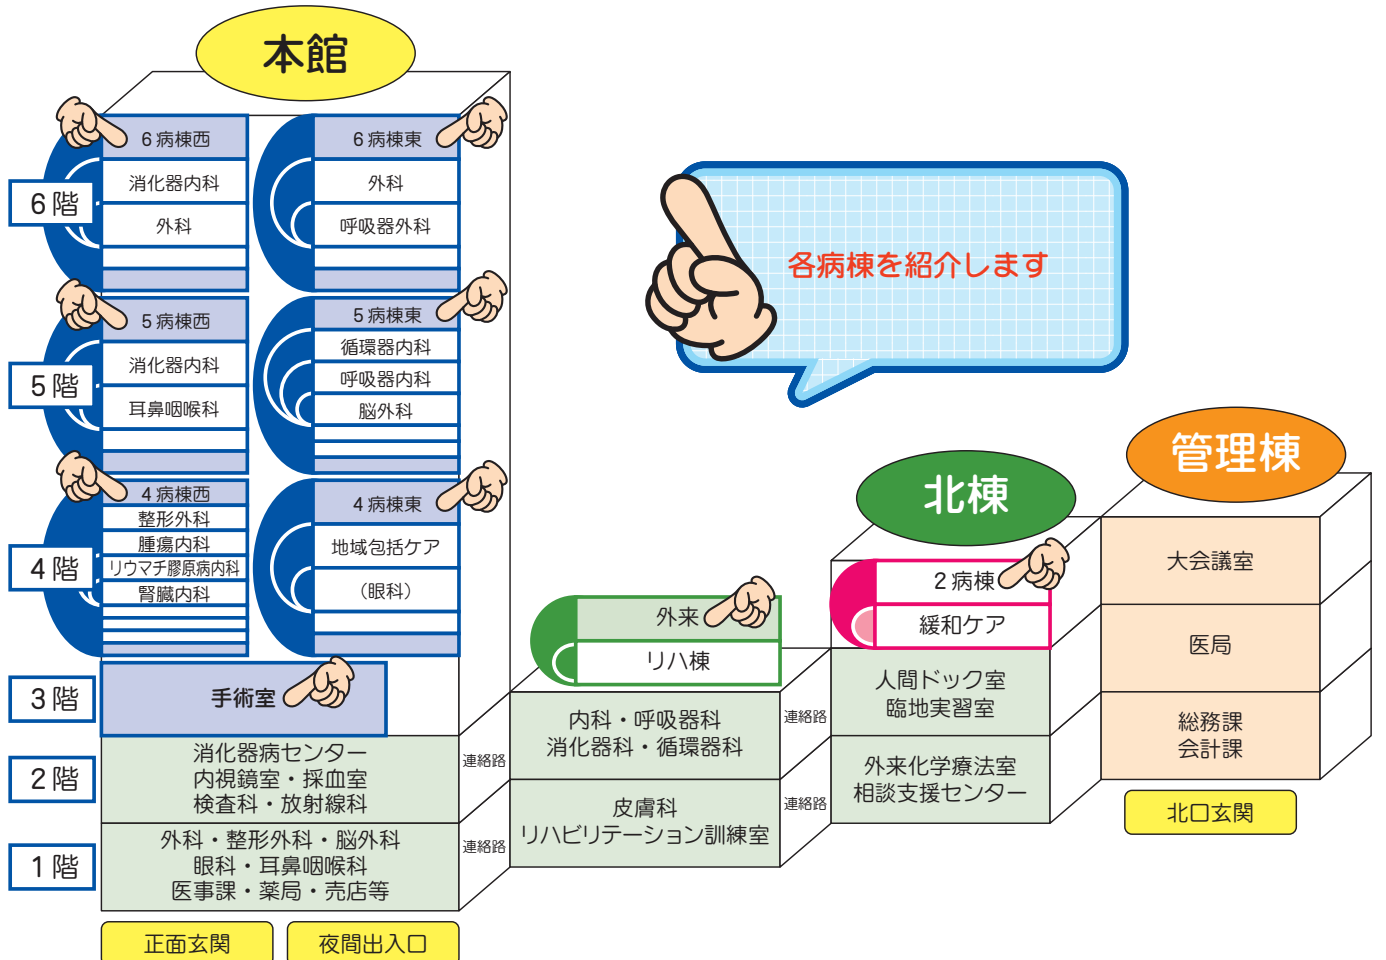 本館
6病棟西
消化器内科
外科
6病棟東
外科
呼吸器外科
6階
5病棟西
消化器内科
耳鼻咽喉科
5病棟東
循環器内科
呼吸器内科
脳外科
5階
4病棟西
整形外科
腫瘍内科
リウマチ膠原病内科
腎臓内科
4病棟東
地域包括ケア
（眼科）
4階
手術室
3階
消化器病センター
内視鏡室・採血室
検査科・放射線科
2階
外科・整形外科・脳外科
眼科・耳鼻咽喉科
医事課・薬局・売店等
1階
正面玄関
夜間出入口
連絡路
連絡路
各病棟を紹介します
外来
リハ棟
内科・呼吸器科
消化器科・循環器科
皮膚科
リハビリテーション訓練室
連絡路
連絡路
北棟
2病棟
緩和ケア
人間ドック室
臨地実習室
外来化学療法室
相談支援センター
管理棟
大会議室
医局
総務課
会計課
北口玄関